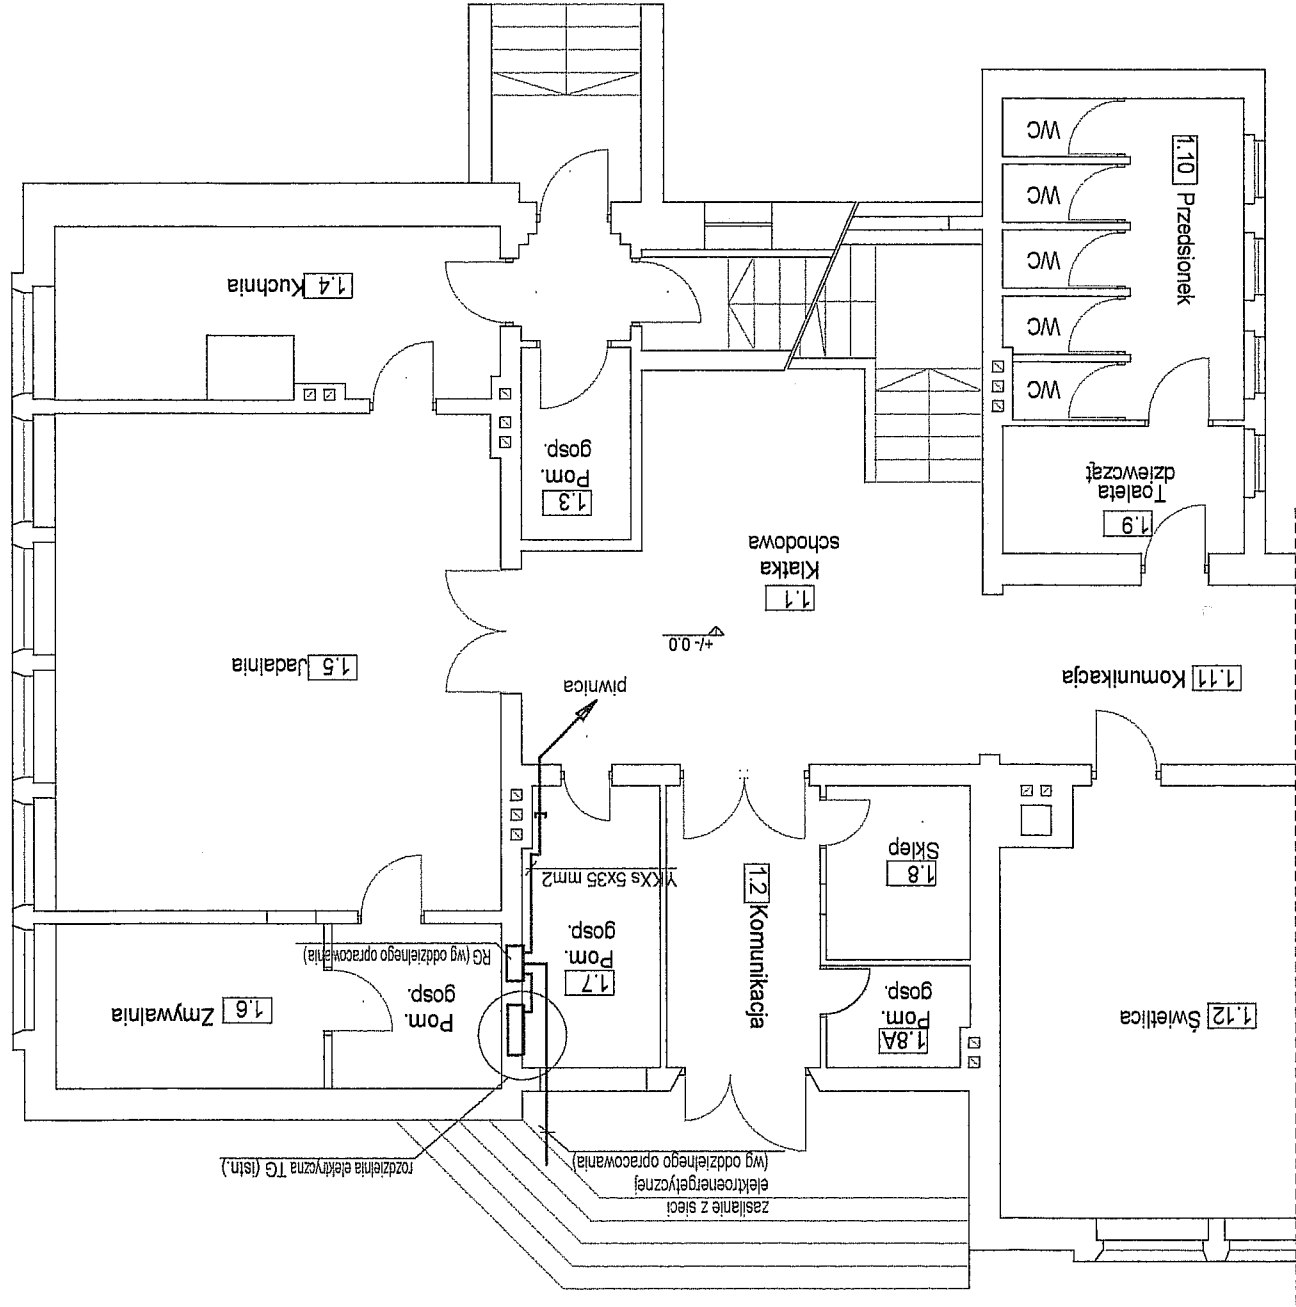 zasilanie z sieci
elektroenergetycznej
(wg oddzielnego opracowania)
rozdzielnia elektryczna TG (istn.)
1.12 Świetlica
1.8A
Pom.
gosp.
1.2 Komunikacja
1.7
Pom.
gosp.
Pom.
gosp.
1.6 Zmywalnia
RG (wg oddzielnego opracowania)
1.8
Sklep
YKXs 5x35 mm2
piwnica
1.11 Komunikacja
+/- 0.0
1.5 Jadalnia
1.1
Klatka
schodowa
1.9
Toaleta
dziewcząt
1.3
Pom.
gosp.
WC
WC
WC
WC
WC
1.10 Przedsionek
1.4 Kuchnia